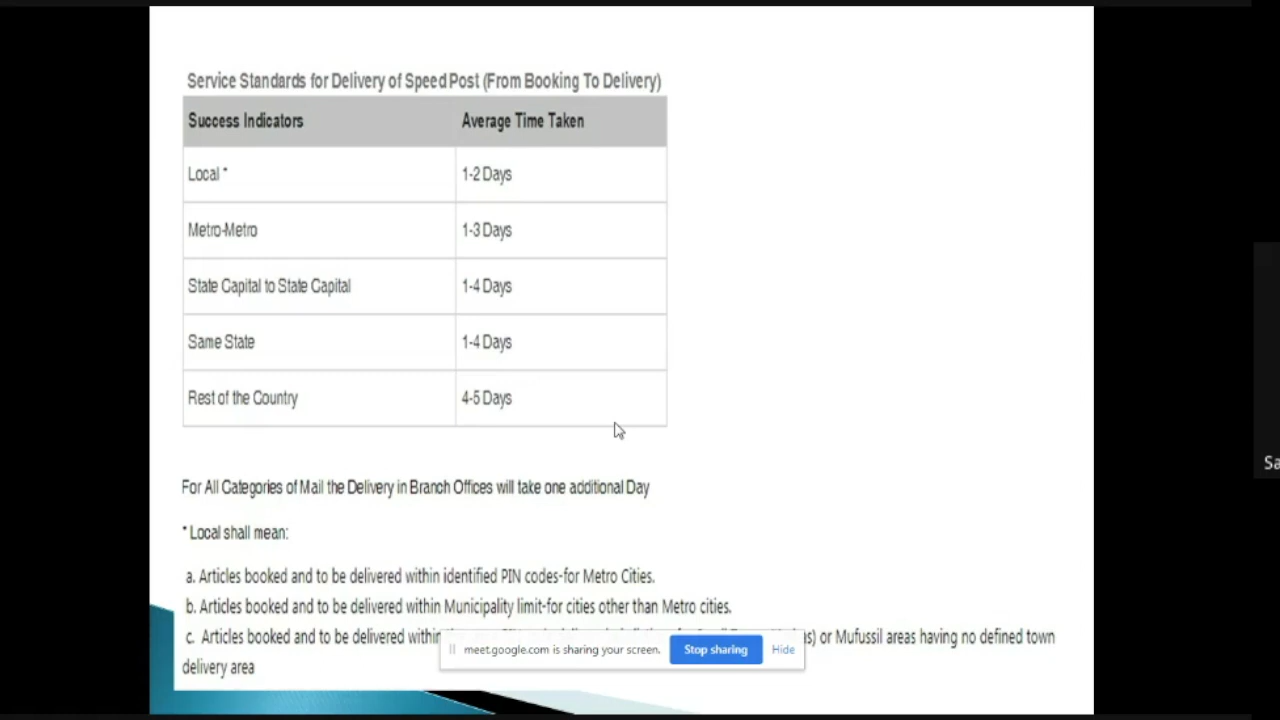 Service Standards for Delivery of Speed Post (From Booking To Delivery)
Success Indicators Average Time Taken
Local * 1-2 Days
Metro-Metro 1-3 Days
State Capital to State Capital 1-4 Days
Same State 1-4 Days
Rest of the Country 4-5 Days
Sa
For All Categories of Mail the Delivery in Branch Offices will take one additional Day
* Local shall mean:
a. Articles booked and to be delivered within identified PIN codes-for Metro Cities.
b. Articles booked and to be delivered within Municipality limit-for cities other than Metro cities.
c. Articles booked and to be delivered within or Mufussil areas having no defined town
delivery area
meet.google.com is sharing your screen. Stop sharing Hide